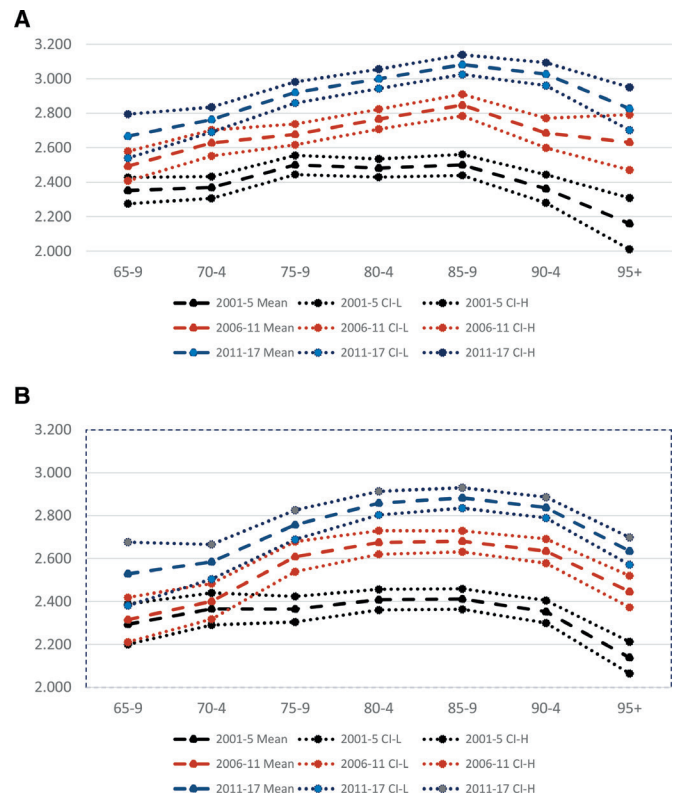 A
3.200
3.000
2.800
2.600
2.400
2.200
2.000
65-9 70-4 75-9 80-4 85-9 90-4 95+
2001-5 Mean 2001-5 CI-L 2001-5 CI-H
2006-11 Mean 2006-11 CI-L 2006-11 CI-H
2011-17 Mean 2011-17 CI-L 2011-17 CI-H
B
3.200
3.000
2.800
2.600
2.400
2.200
2.000
65-9 70-4 75-9 80-4 85-9 90-4 95+
2001-5 Mean 2001-5 CI-L 2001-5 CI-H
2006-11 Mean 2006-11 CI-L 2006-11 CI-H
2011-17 Mean 2011-17 CI-L 2011-17 CI-H